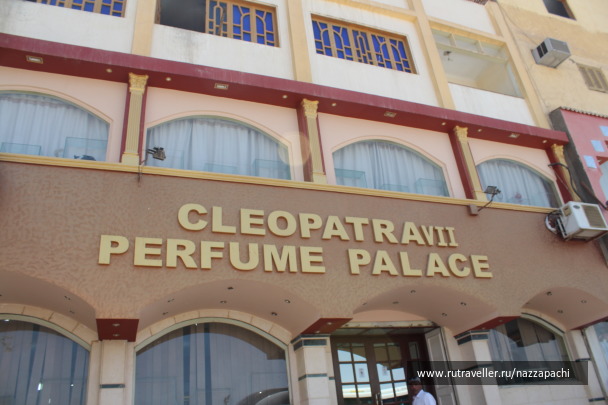 CLEOPATRA VII
PERFUME PALACE
www.rutraveller.ru/nazzapachi